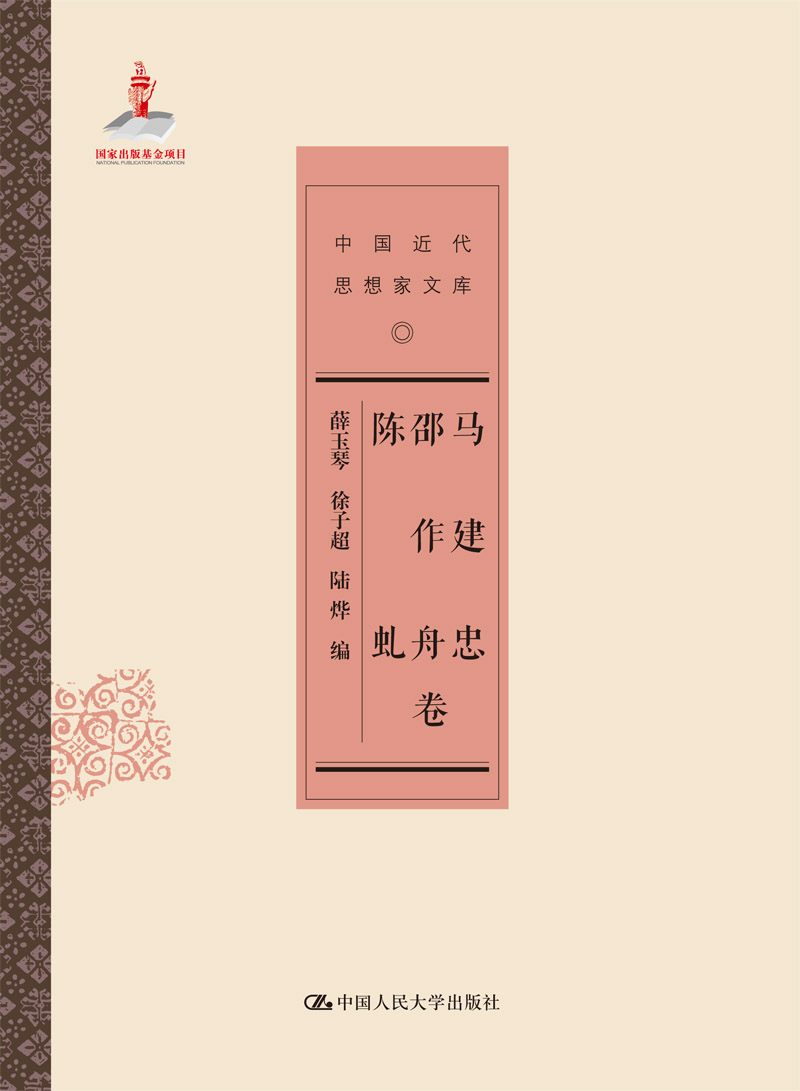 国家出版基金项目
NATIONAL PUBLICATION FOUNDATION
中国近代
思想家文库
马建忠
邵作舟
陈虬
卷
薛玉琴 徐子超 陆烨 编
中国人民大学出版社